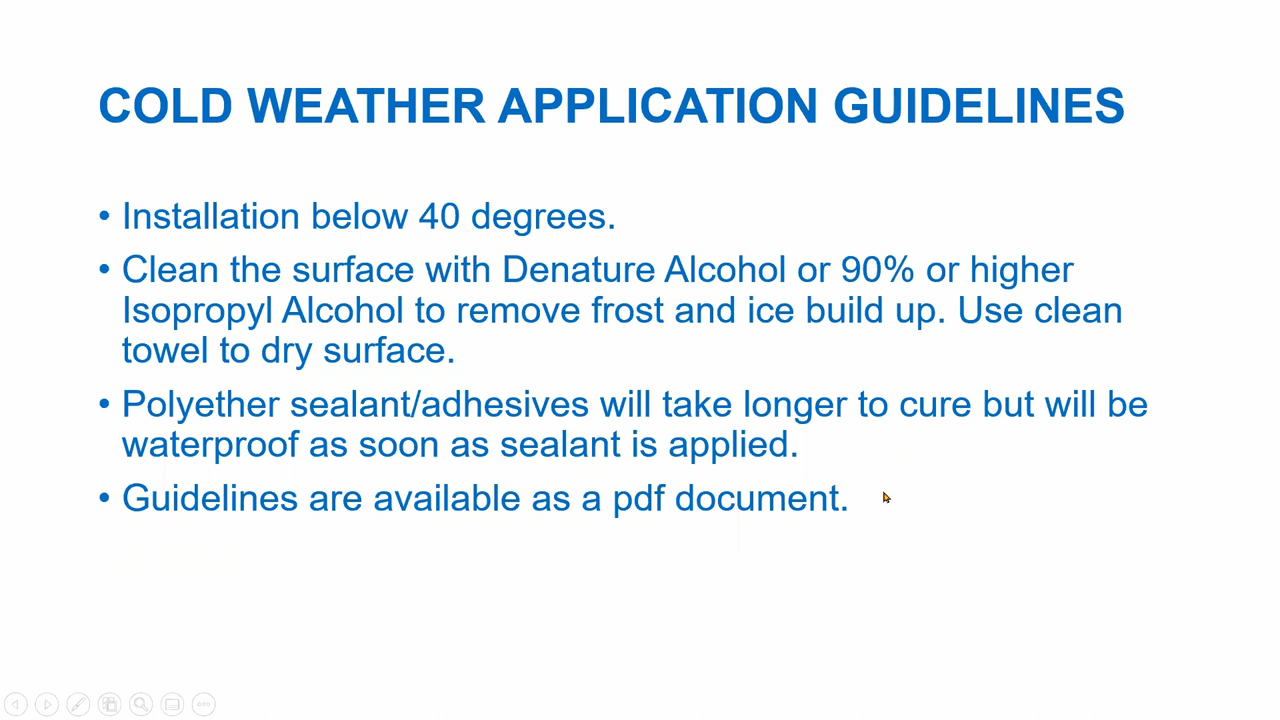 COLD WEATHER APPLICATION GUIDELINES
• Installation below 40 degrees.
• Clean the surface with Denature Alcohol or 90% or higher
Isopropyl Alcohol to remove frost and ice build up. Use clean
towel to dry surface.
• Polyether sealant/adhesives will take longer to cure but will be
waterproof as soon as sealant is applied.
• Guidelines are available as a pdf document.